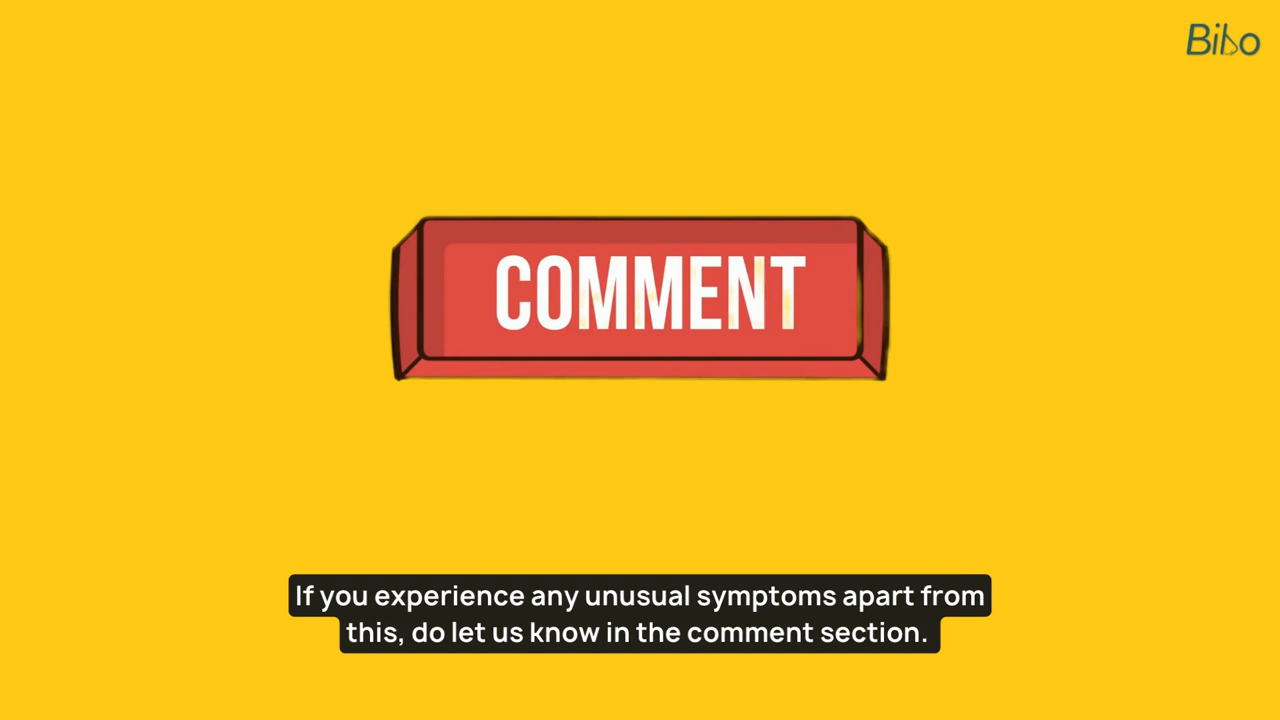 Bibo
COMMENT
If you experience any unusual symptoms apart from
this, do let us know in the comment section.